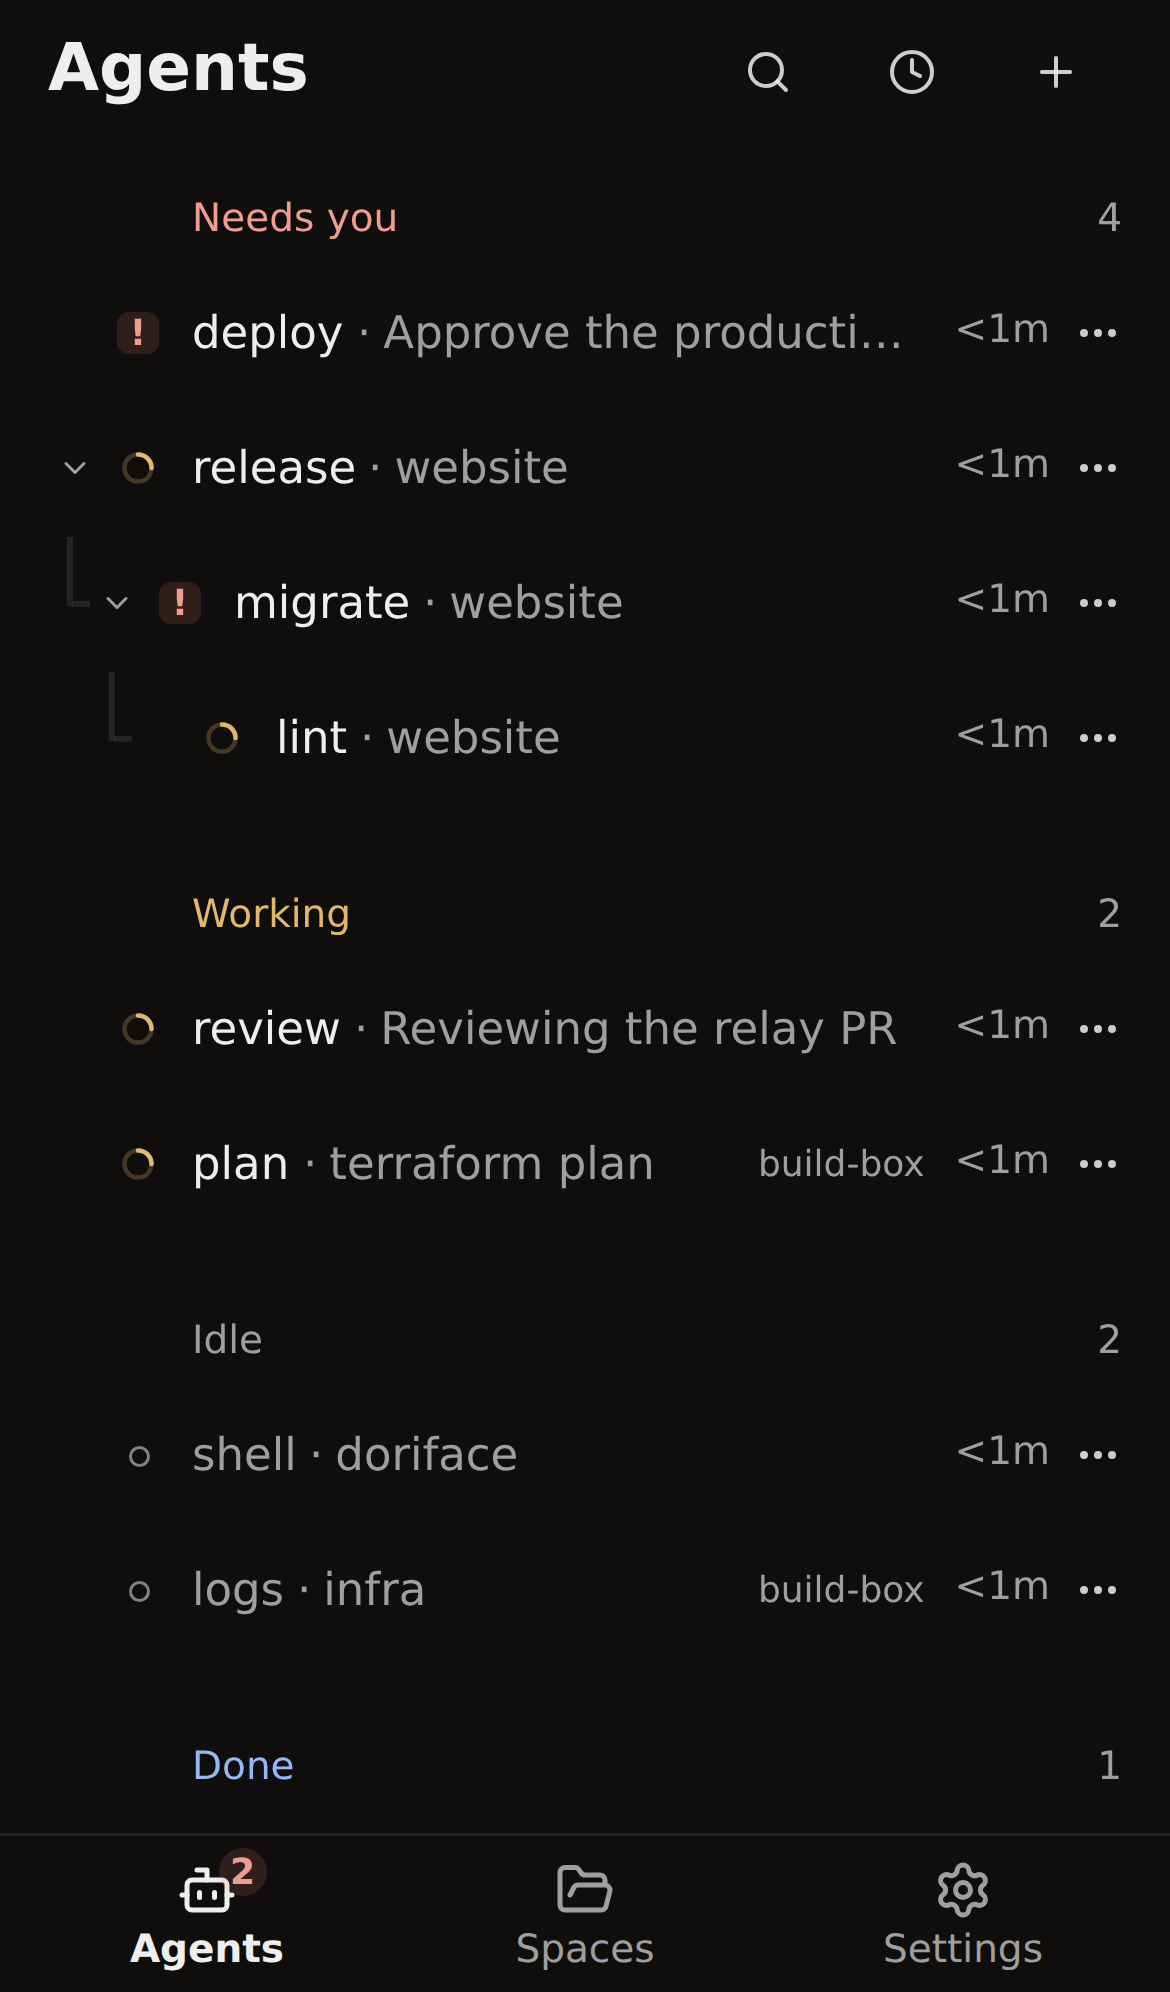 Agents
Needs you 4
! deploy · Approve the producti... <1m
release · website <1m
! migrate · website <1m
lint · website <1m
Working 2
review · Reviewing the relay PR <1m
plan · terraform plan build-box <1m
Idle 2
shell · doriface <1m
logs · infra build-box <1m
Done 1
2
Agents Spaces Settings